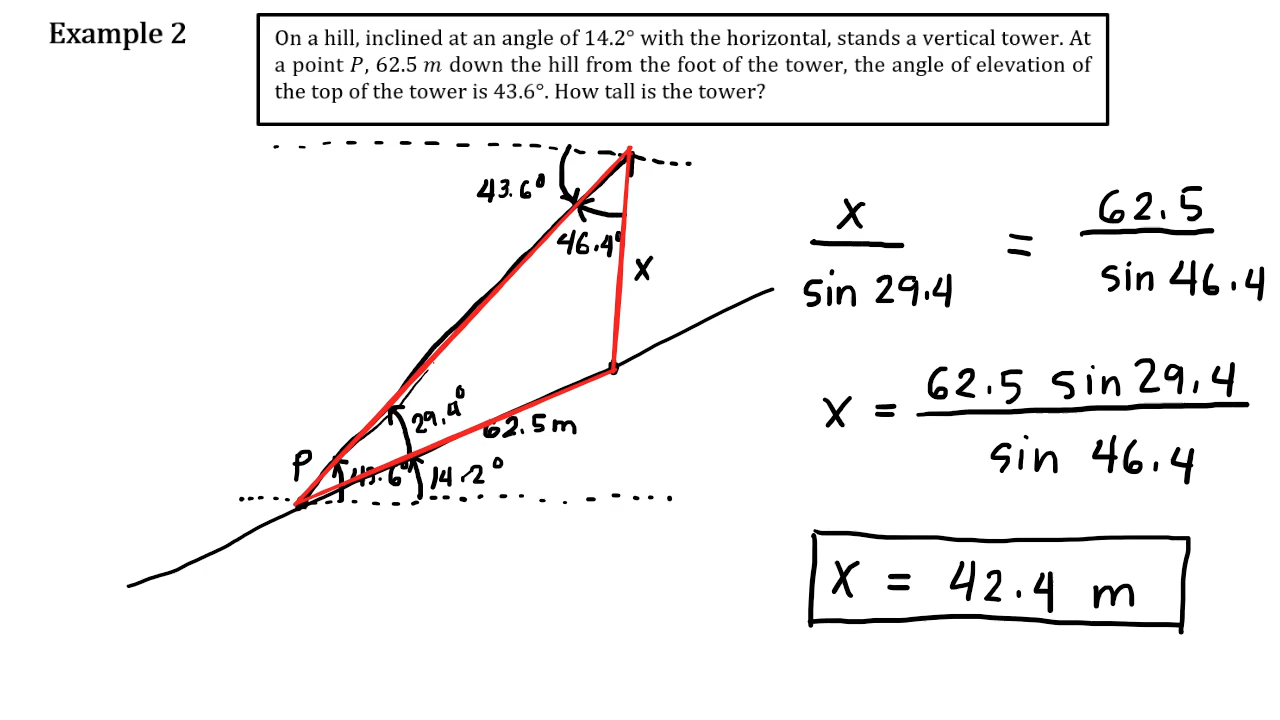 Example 2
On a hill, inclined at an angle of 14.2° with the horizontal, stands a vertical tower. At
a point P, 62.5 m down the hill from the foot of the tower, the angle of elevation of
the top of the tower is 43.6°. How tall is the tower?
43.6°
46.4°
x
29.4°
62.5 m
P
43.6°
14.2°
x / sin 29.4 = 62.5 / sin 46.4
x = 62.5 sin 29.4 / sin 46.4
x = 42.4 m